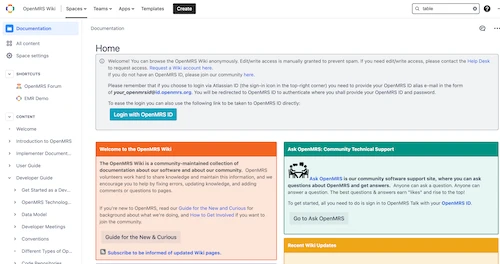 OpenMRS Wiki Spaces Teams Apps Templates Create table
Documentation
All content
Space settings
SHORTCUTS
OpenMRS Forum
EMR Demo
CONTENT
Welcome
Introduction to OpenMRS
Implementer Document...
User Guide
Developer Guide
Get Started as a Dev...
OpenMRS Technolog...
Data Model
Developer Meetings
Conventions
Different Types of Op...
Code Repositories
Documentation
Home
Welcome! You can browse the OpenMRS Wiki anonymously. Edit/write access is manually granted to prevent spam. If you need edit/write access, please contact the Help Desk
to request access. Request a Wiki account here.
If you do not have an OpenMRS ID, please join our community here.
Please remember that if you choose to login via Atlassian ID (the sign-in icon in the top-right corner) you need to provide your OpenMRS ID alias e-mail in the form
of your_openmrsid@id.openmrs.org. You will be redirected to OpenMRS ID to authenticate where you shall provide your OpenMRS ID and password.
To ease the login you can also use the following link to be taken to OpenMRS ID directly:
Login with OpenMRS ID
Welcome to the OpenMRS Wiki
The OpenMRS Wiki is a community-maintained collection of
documentation about our software and about our community. OpenMRS
volunteers work hard to share knowledge and maintain this information, and we
encourage you to help by fixing errors, updating knowledge, and adding
comments or questions to pages.
If you're new to OpenMRS, read our Guide for the New and Curious for
background about what we're doing, and How to Get Involved if you want to
join the community.
Guide for the New & Curious
Subscribe to be informed of updated Wiki pages.
Ask OpenMRS: Community Technical Support
Ask OpenMRS is our community software support site, where you can ask
questions about OpenMRS and get answers. Anyone can ask a question. Anyone can
answer a question. The best questions & answers earn "likes" and rise to the top!
To get started, all you need to do is sign in to OpenMRS Talk with your OpenMRS ID.
Go to Ask OpenMRS
Recent Wiki Updates